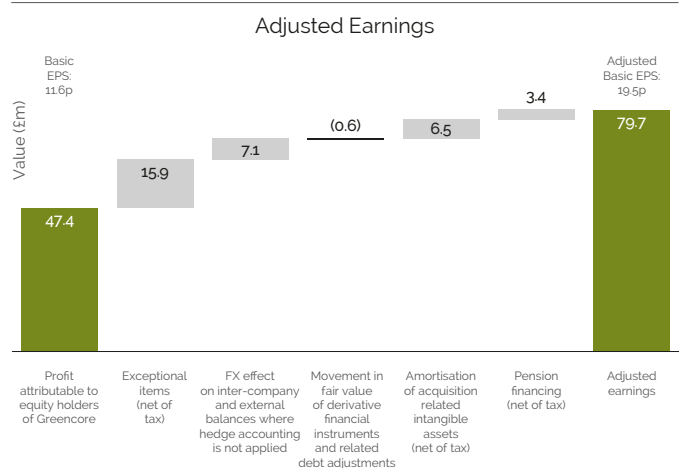 Adjusted Earnings
Basic
EPS:
11.6p
Adjusted
Basic EPS:
19.5p
Value (£m)
47.4
15.9
7.1
(0.6)
6.5
3.4
79.7
Profit
attributable to
equity holders
of Greencore
Exceptional
items
(net of
tax)
FX effect
on inter-company
and external
balances where
hedge accounting
is not applied
Movement in
fair value
of derivative
financial
instruments
and related
debt adjustments
Amortisation
of acquisition
related
intangible
assets
(net of tax)
Pension
financing
(net of tax)
Adjusted
earnings